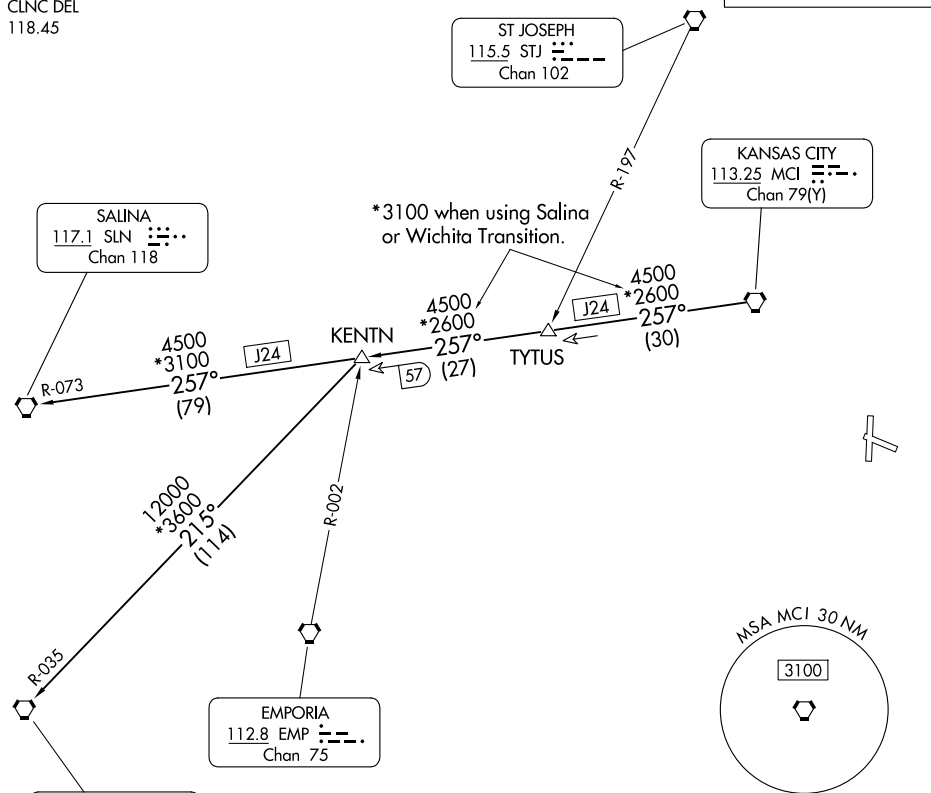 CLNC DEL
118.45
ST JOSEPH
115.5 STJ
Chan 102
R-197
KANSAS CITY
113.25 MCI
Chan 79(Y)
SALINA
117.1 SLN
Chan 118
*3100 when using Salina
or Wichita Transition.
4500
*2600
J24
257°
(30)
4500
*2600
257°
(27)
TYTUS
KENTN
57
4500
*3100
J24
257°
(79)
R-073
12000
*3600
215°
(114)
R-002
R-035
EMPORIA
112.8 EMP
Chan 75
MSA MCI 30 NM
3100